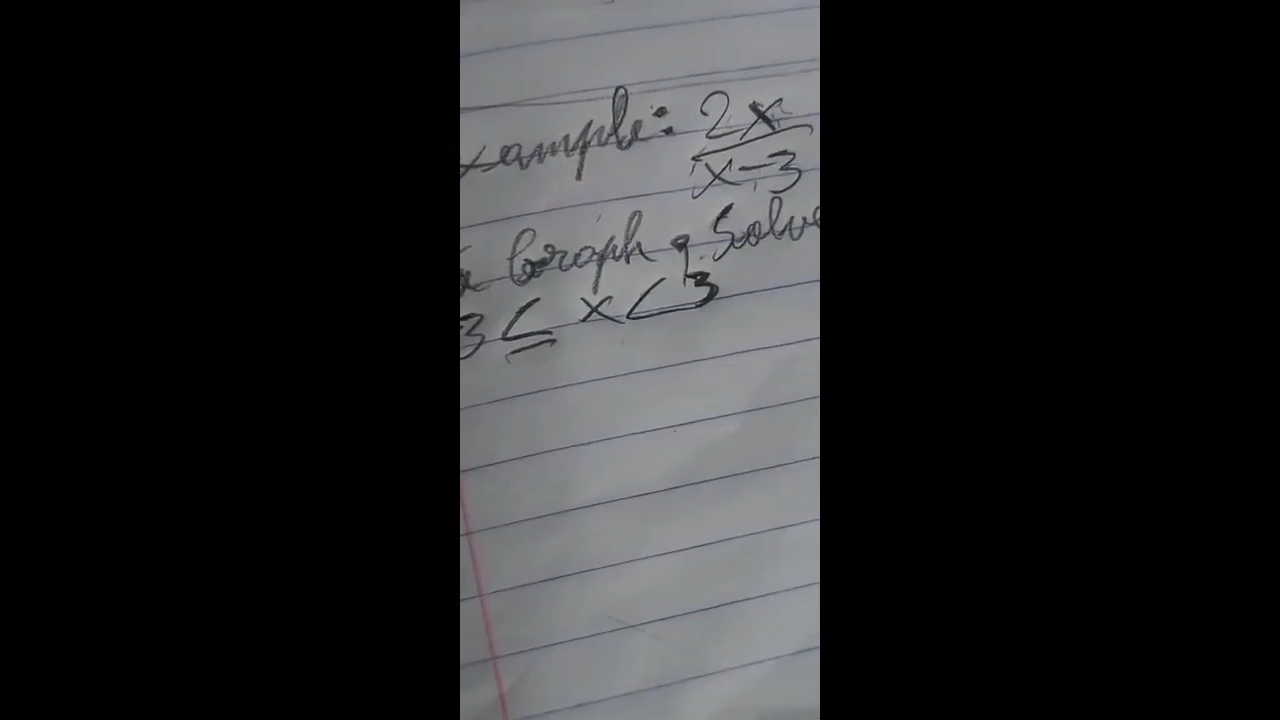 xample: 2x
x-3
Graph, Solve
3 ≤ x < 3